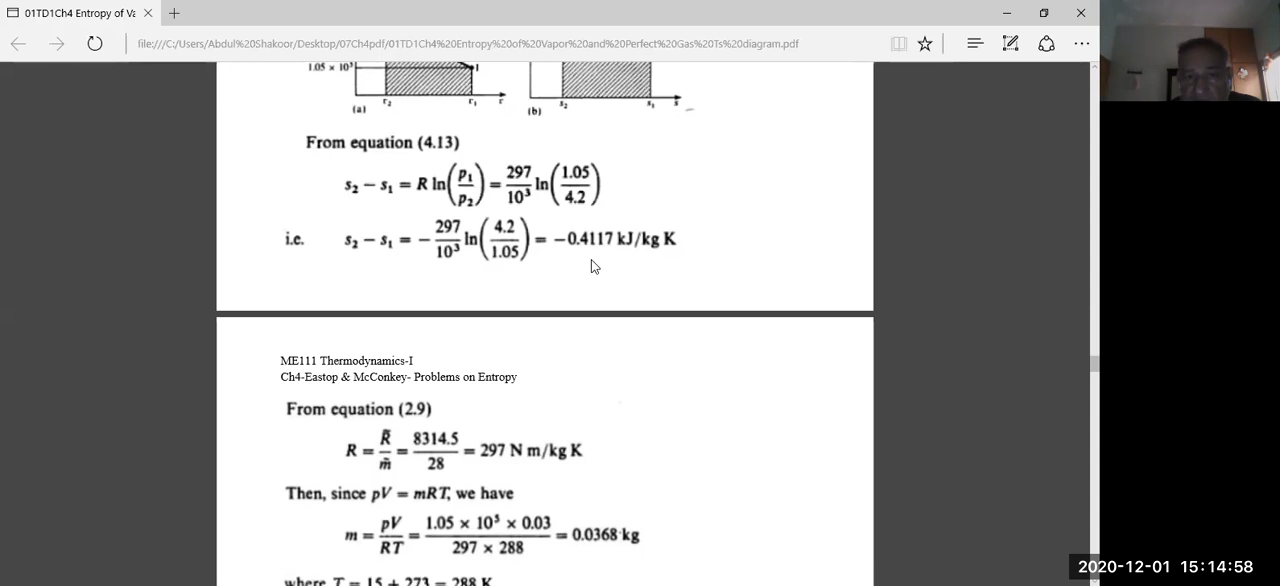 01TD1Ch4 Entropy of Va
file:///C:/Users/Abdul%20Shakoor/Desktop/07Ch4pdf/01TD1Ch4%20Entropy%20of%20Vapor%20and%20Perfect%20Gas%20Ts%20diagram.pdf
1.05 × 10⁵
1
(a)
(b)
s₂
s₁
s
From equation (4.13)
s₂ − s₁ = R ln(p₁/p₂) = 297/10³ ln(1.05/4.2)
i.e. s₂ − s₁ = − 297/10³ ln(4.2/1.05) = −0.4117 kJ/kg K
ME111 Thermodynamics-I
Ch4-Eastop & McConkey- Problems on Entropy
From equation (2.9)
R = R̃/m̃ = 8314.5/28 = 297 N m/kg K
Then, since pV = mRT, we have
m = pV/RT = 1.05 × 10⁵ × 0.03/297 × 288 = 0.0368 kg
where T = 15 + 273 = 288 K
2020-12-01 15:14:58